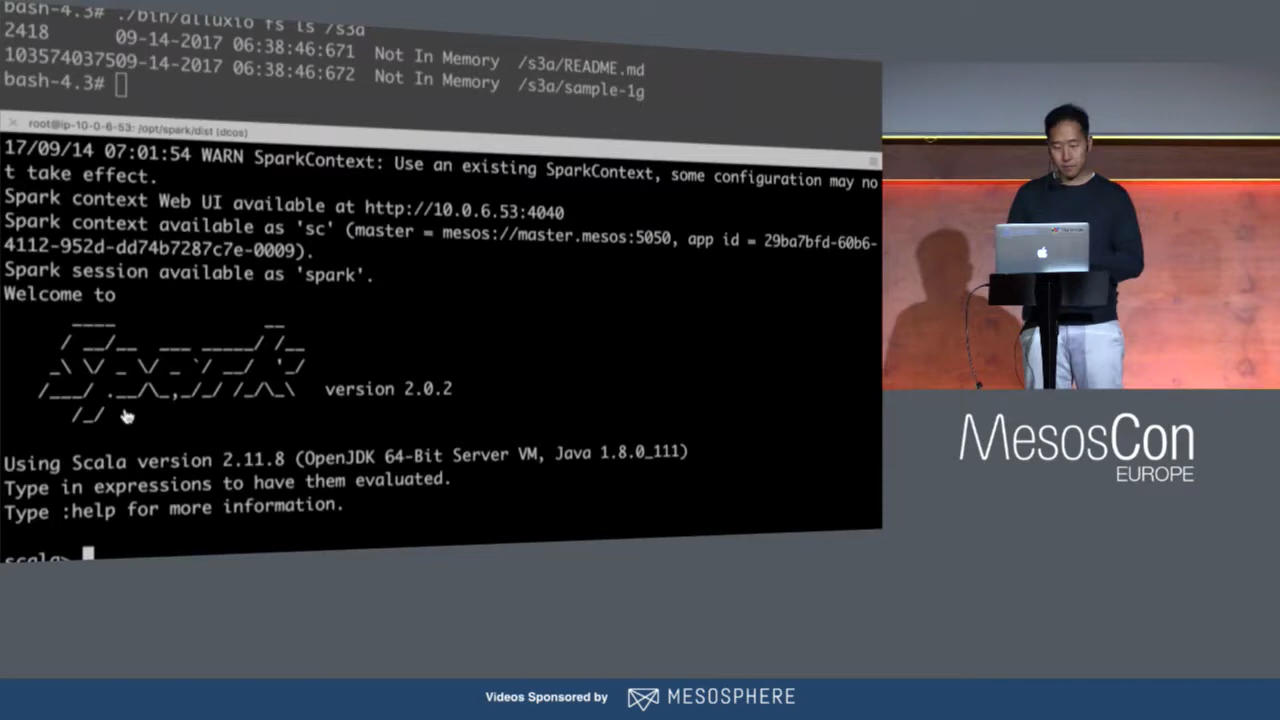 bash-4.3# ./bin/alluxio fs ls /s3a
2418 09-14-2017 06:38:46:671 Not In Memory /s3a/README.md
103574037509-14-2017 06:38:46:672 Not In Memory /s3a/sample-1g
bash-4.3#
root@ip-10-0-6-53: /opt/spark/dist (dcos)
17/09/14 07:01:54 WARN SparkContext: Use an existing SparkContext, some configuration may no
t take effect.
Spark context Web UI available at http://10.0.6.53:4040
Spark context available as 'sc' (master = mesos://master.mesos:5050, app id = 29ba7bfd-60b6-
4112-952d-dd74b7287c7e-0009).
Spark session available as 'spark'.
Welcome to
Spark version 2.0.2
Using Scala version 2.11.8 (OpenJDK 64-Bit Server VM, Java 1.8.0_111)
Type in expressions to have them evaluated.
Type :help for more information.
scala>
MesosCon
EUROPE
Videos Sponsored by MESOSPHERE